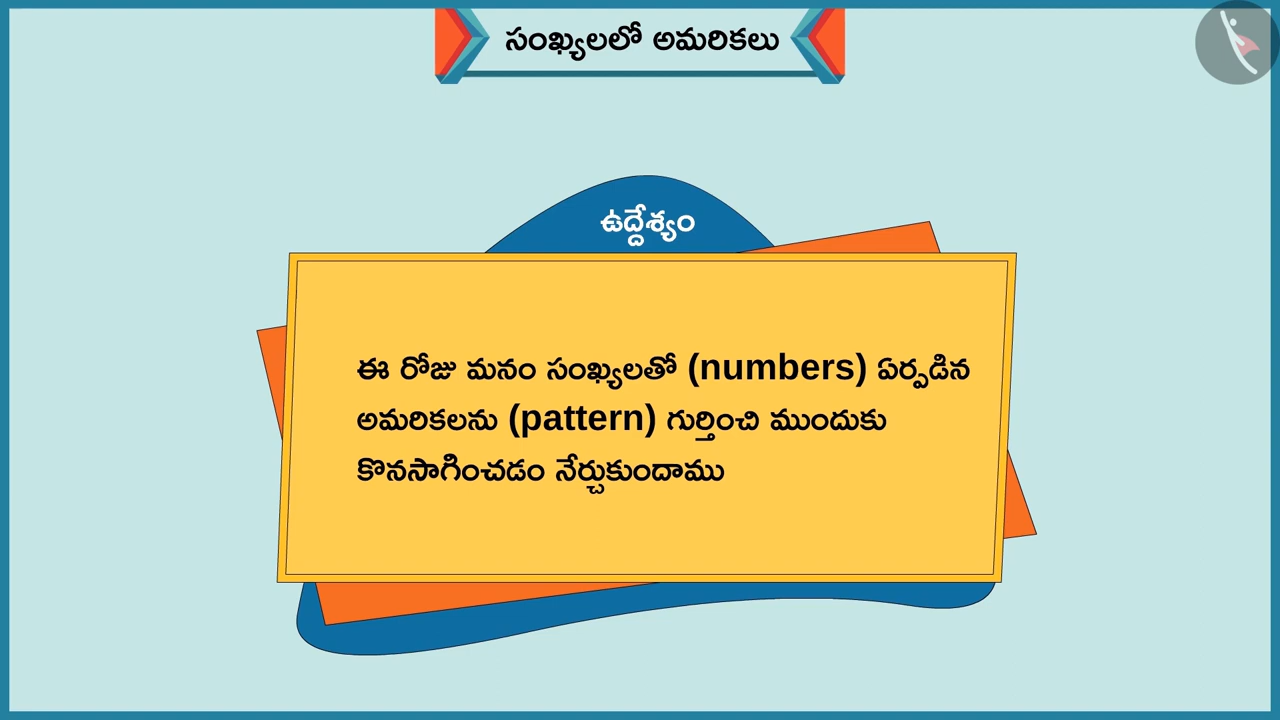 సంఖ్యలలో అమరికలు
ఉద్దేశ్యం
ఈ రోజు మనం సంఖ్యలతో (numbers) ఏర్పడిన
అమరికలను (pattern) గుర్తించి ముందుకు
కొనసాగించడం నేర్చుకుందాము